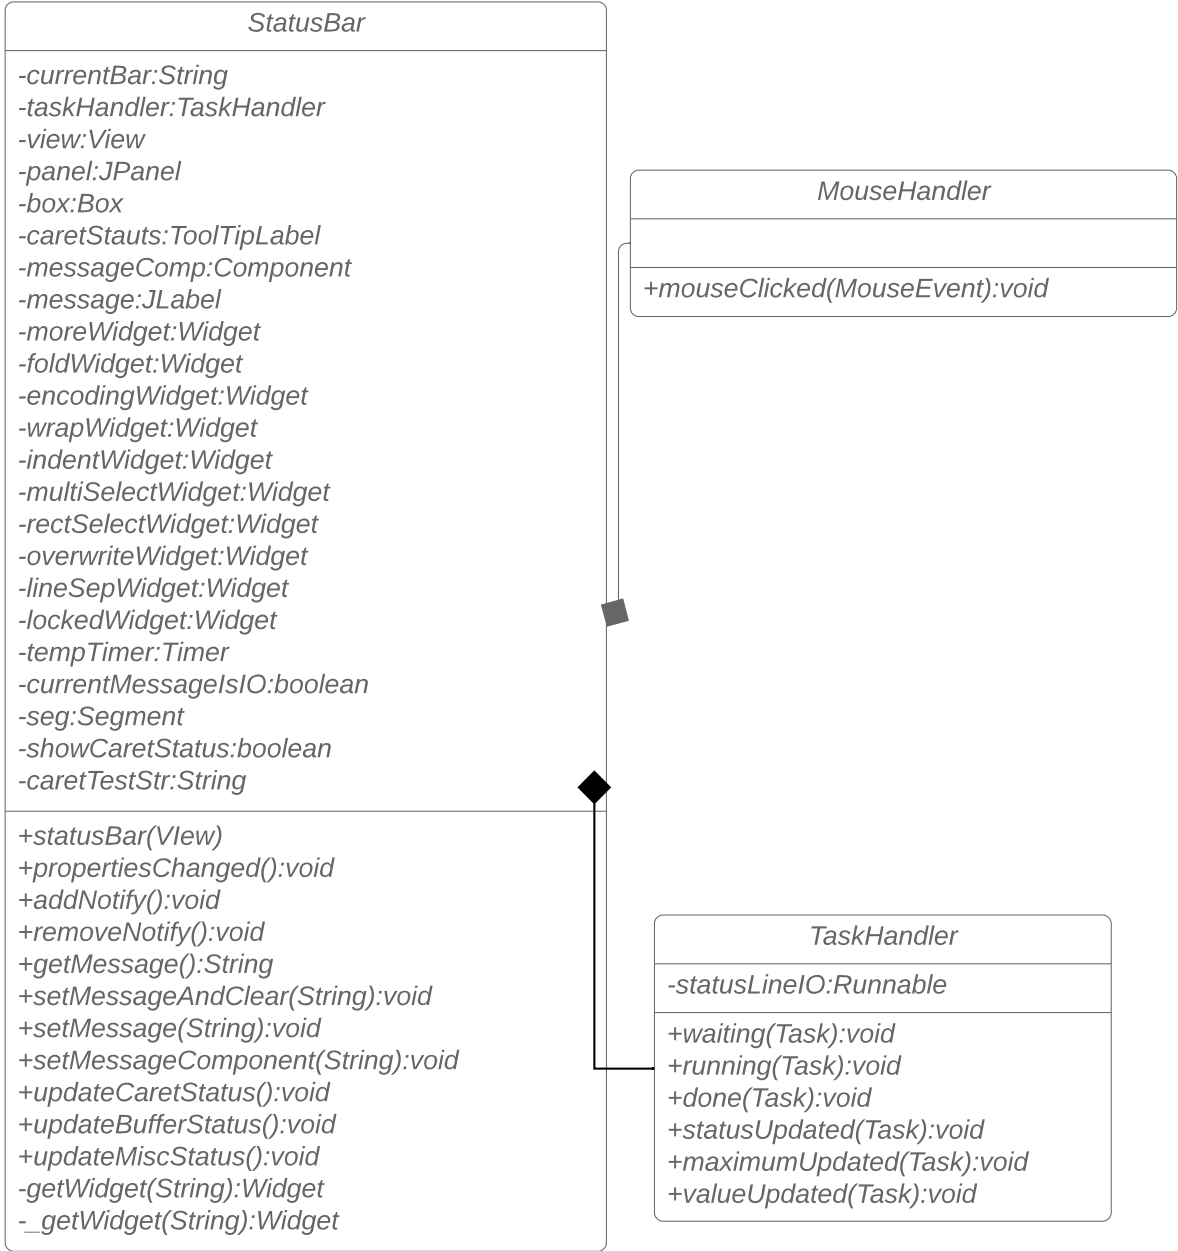 StatusBar
-currentBar:String
-taskHandler:TaskHandler
-view:View
-panel:JPanel
-box:Box
-caretStauts:ToolTipLabel
-messageComp:Component
-message:JLabel
-moreWidget:Widget
-foldWidget:Widget
-encodingWidget:Widget
-wrapWidget:Widget
-indentWidget:Widget
-multiSelectWidget:Widget
-rectSelectWidget:Widget
-overwriteWidget:Widget
-lineSepWidget:Widget
-lockedWidget:Widget
-tempTimer:Timer
-currentMessageIsIO:boolean
-seg:Segment
-showCaretStatus:boolean
-caretTestStr:String
+statusBar(VIew)
+propertiesChanged():void
+addNotify():void
+removeNotify():void
+getMessage():String
+setMessageAndClear(String):void
+setMessage(String):void
+setMessageComponent(String):void
+updateCaretStatus():void
+updateBufferStatus():void
+updateMiscStatus():void
-getWidget(String):Widget
-_getWidget(String):Widget
MouseHandler
+mouseClicked(MouseEvent):void
TaskHandler
-statusLineIO:Runnable
+waiting(Task):void
+running(Task):void
+done(Task):void
+statusUpdated(Task):void
+maximumUpdated(Task):void
+valueUpdated(Task):void